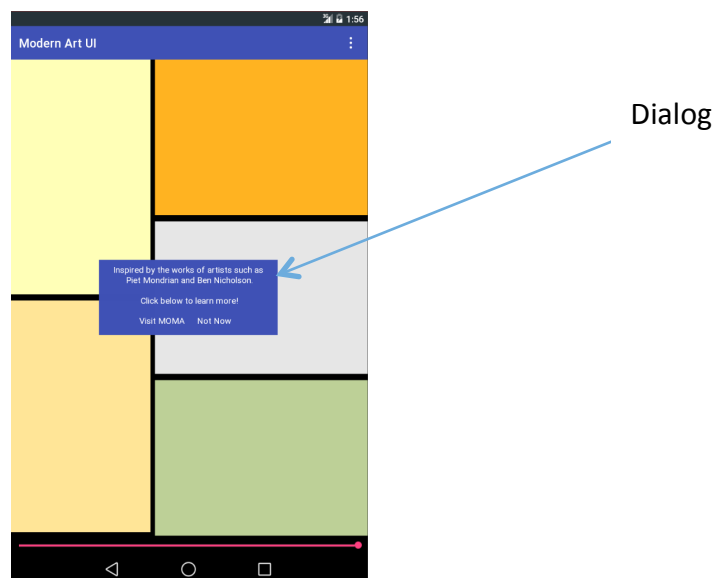 3G 1:56
Modern Art UI
Dialog
Inspired by the works of artists such as
Piet Mondrian and Ben Nicholson.
Click below to learn more!
Visit MOMA Not Now